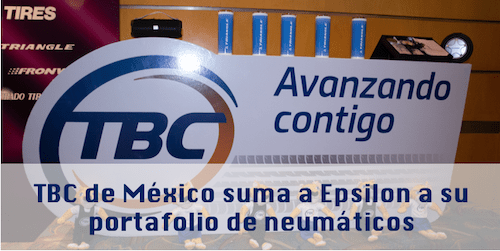 TIRES
TRIANGLE
FRONW
TBC
Avanzando
contigo
TBC de México suma a Epsilon a su
portafolio de neumáticos